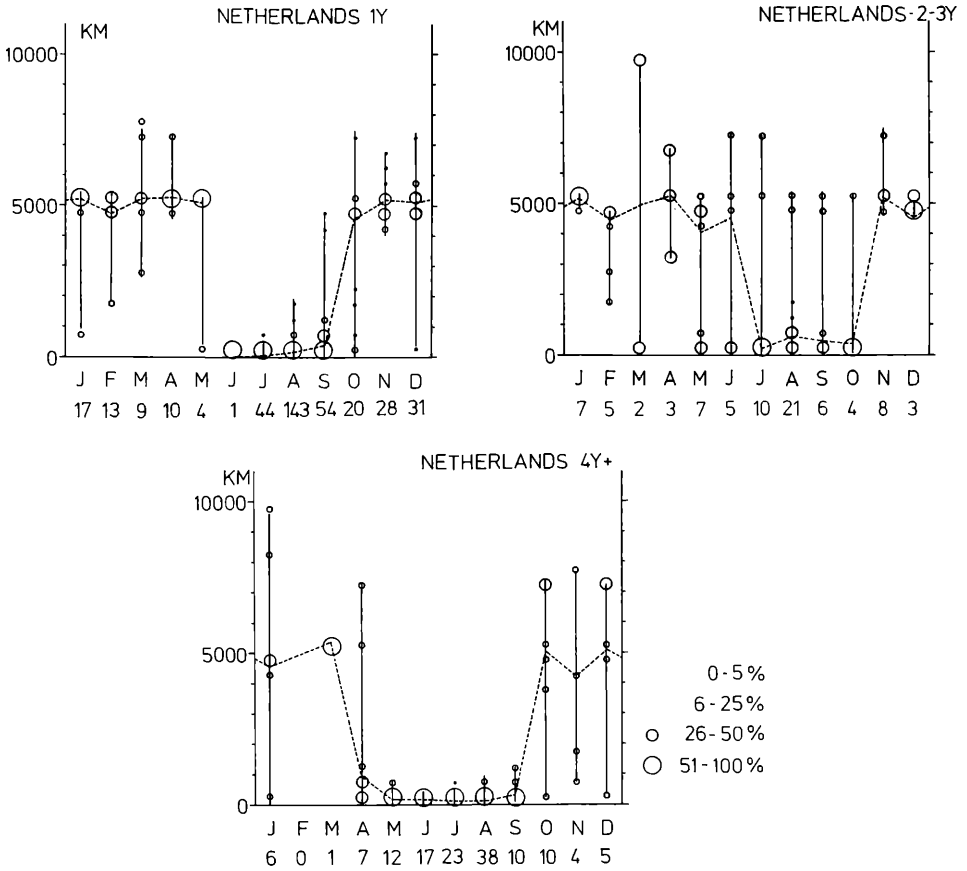 NETHERLANDS 1Y
KM
10000
5000
0
J F M A M J J A S O N D
17 13 9 10 4 1 44 143 54 20 28 31
NETHERLANDS-2-3Y
KM
10000
5000
0
J F M A M J J A S O N D
7 5 2 3 7 5 10 21 6 4 8 3
NETHERLANDS 4Y+
KM
10000
5000
0
J F M A M J J A S O N D
6 0 1 7 12 17 23 38 10 10 4 5
0-5%
6-25%
26-50%
51-100%